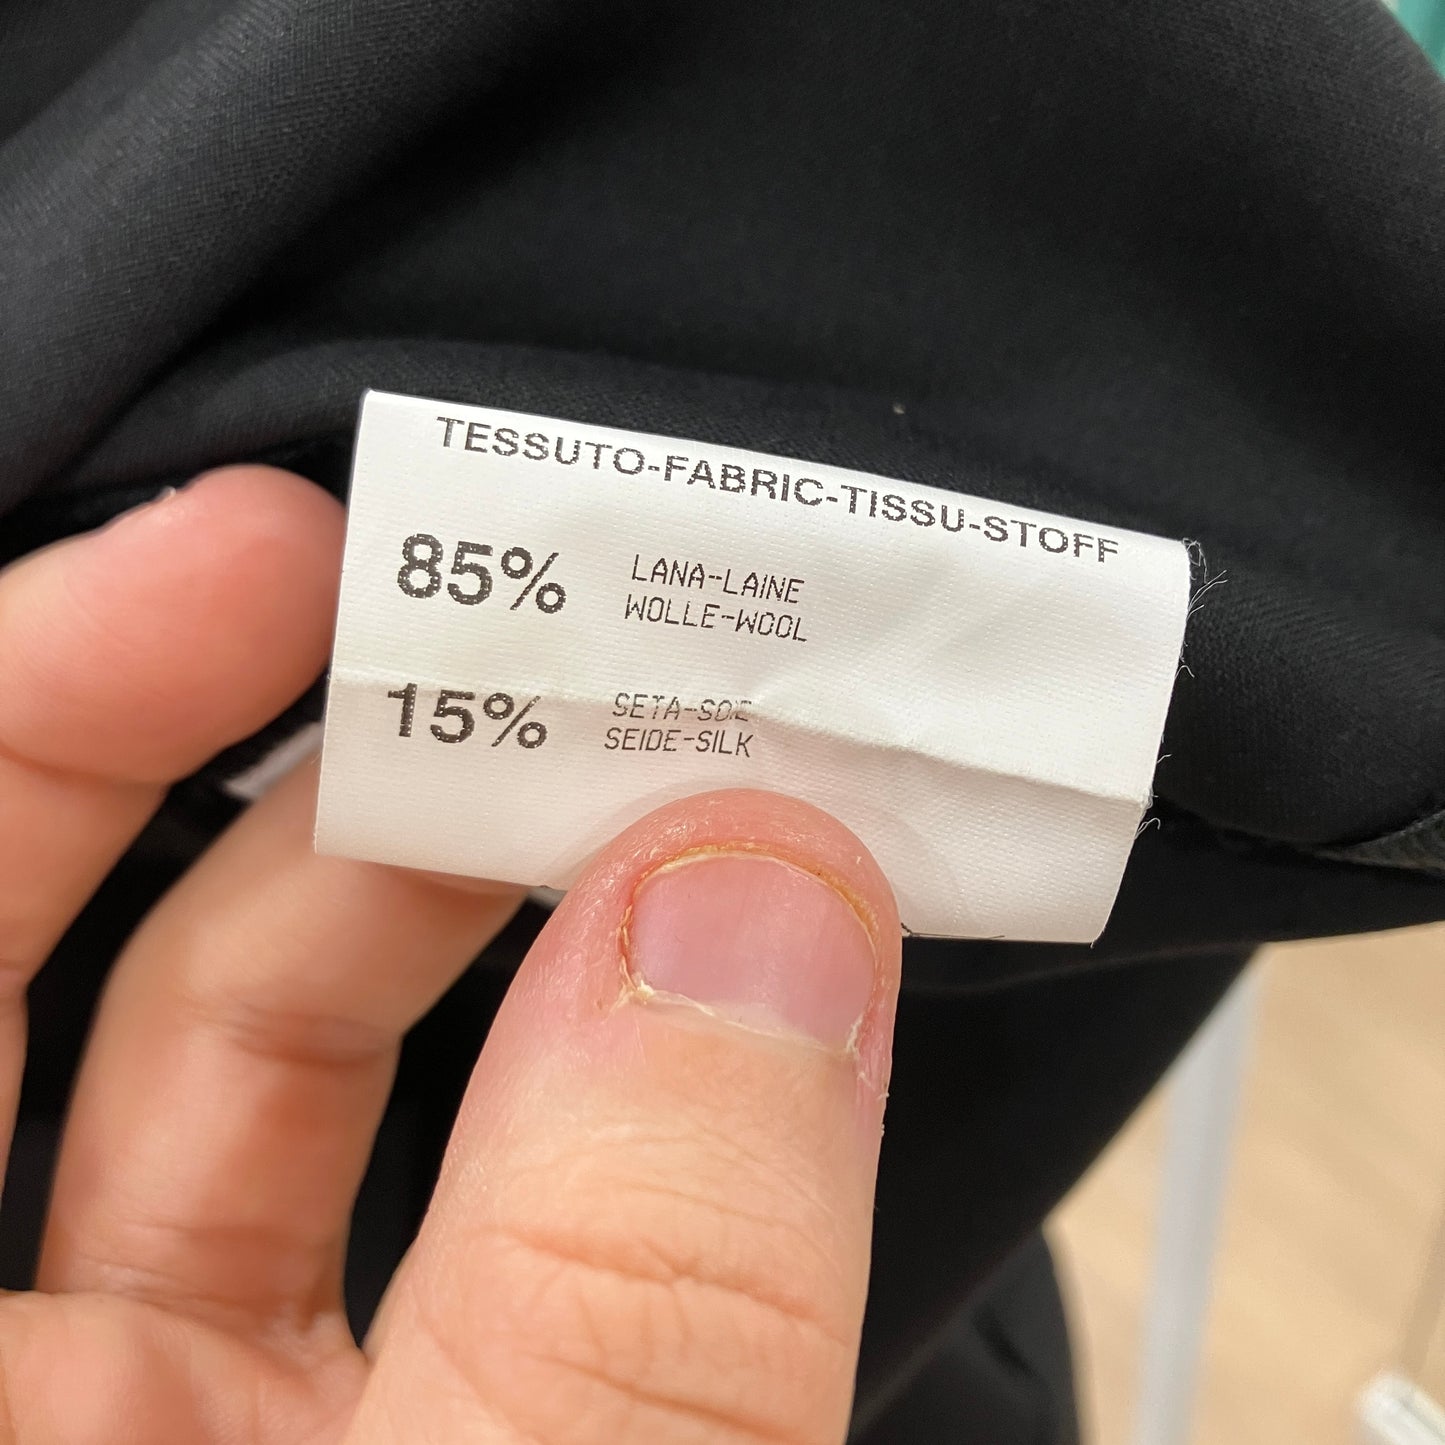 TESSUTO-FABRIC-TISSU-STOFF
85% LANA-LAINE
WOLLE-WOOL
15% SETA-SOIE
SEIDE-SILK